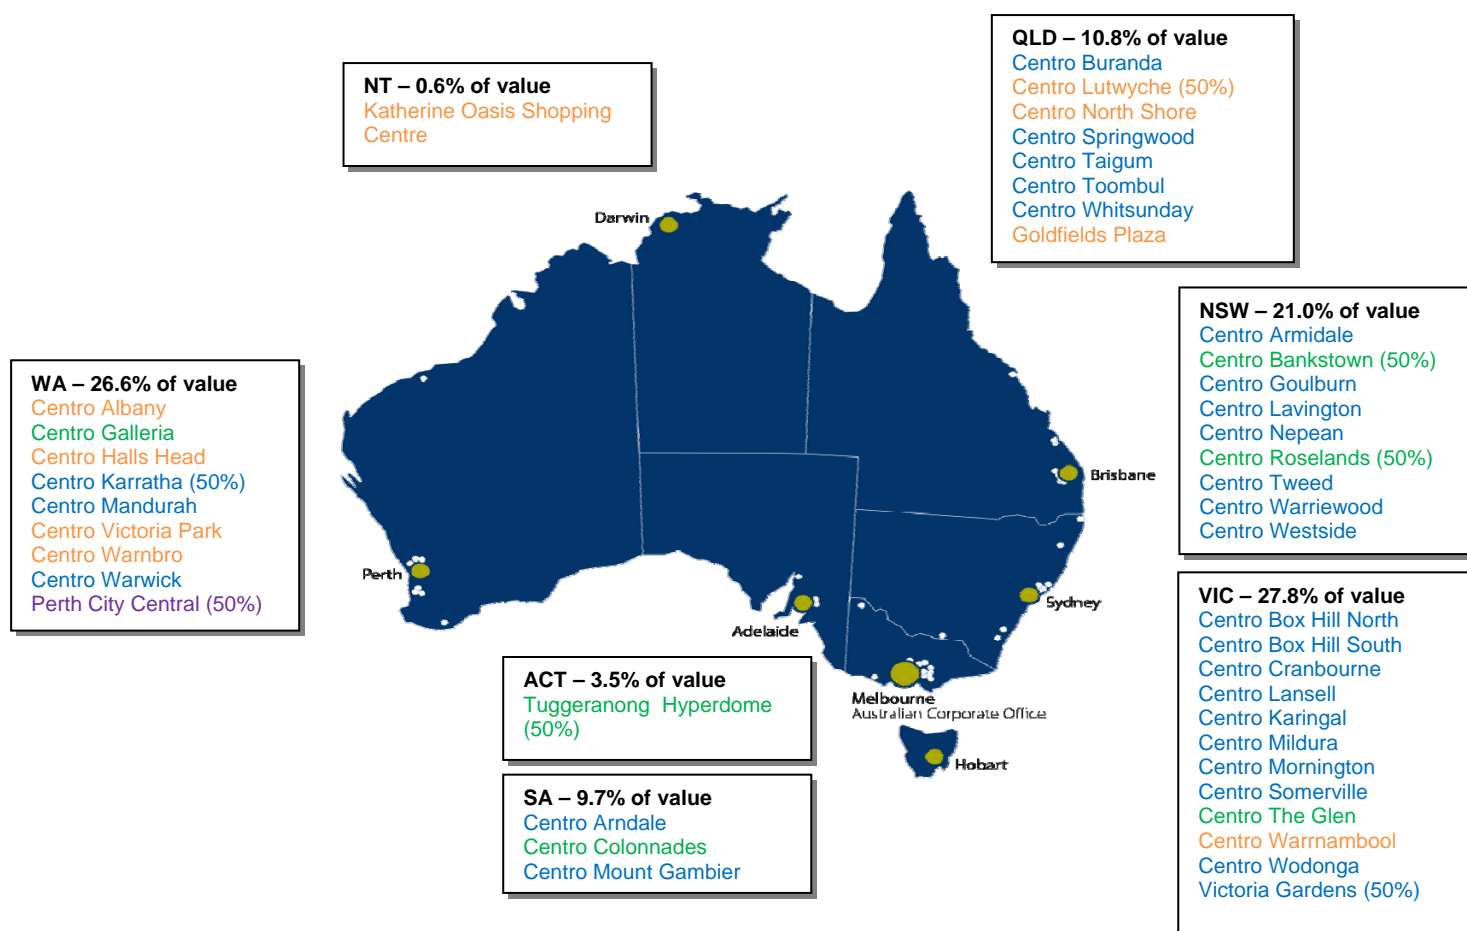 NT – 0.6% of value
Katherine Oasis Shopping
Centre
QLD – 10.8% of value
Centro Buranda
Centro Lutwyche (50%)
Centro North Shore
Centro Springwood
Centro Taigum
Centro Toombul
Centro Whitsunday
Goldfields Plaza
NSW – 21.0% of value
Centro Armidale
Centro Bankstown (50%)
Centro Goulburn
Centro Lavington
Centro Nepean
Centro Roselands (50%)
Centro Tweed
Centro Warriewood
Centro Westside
WA – 26.6% of value
Centro Albany
Centro Galleria
Centro Halls Head
Centro Karratha (50%)
Centro Mandurah
Centro Victoria Park
Centro Warnbro
Centro Warwick
Perth City Central (50%)
Darwin
Brisbane
Perth
Sydney
Adelaide
Melbourne
Australian Corporate Office
Hobart
ACT – 3.5% of value
Tuggeranong Hyperdome
(50%)
SA – 9.7% of value
Centro Arndale
Centro Colonnades
Centro Mount Gambier
VIC – 27.8% of value
Centro Box Hill North
Centro Box Hill South
Centro Cranbourne
Centro Lansell
Centro Karingal
Centro Mildura
Centro Mornington
Centro Somerville
Centro The Glen
Centro Warrnambool
Centro Wodonga
Victoria Gardens (50%)